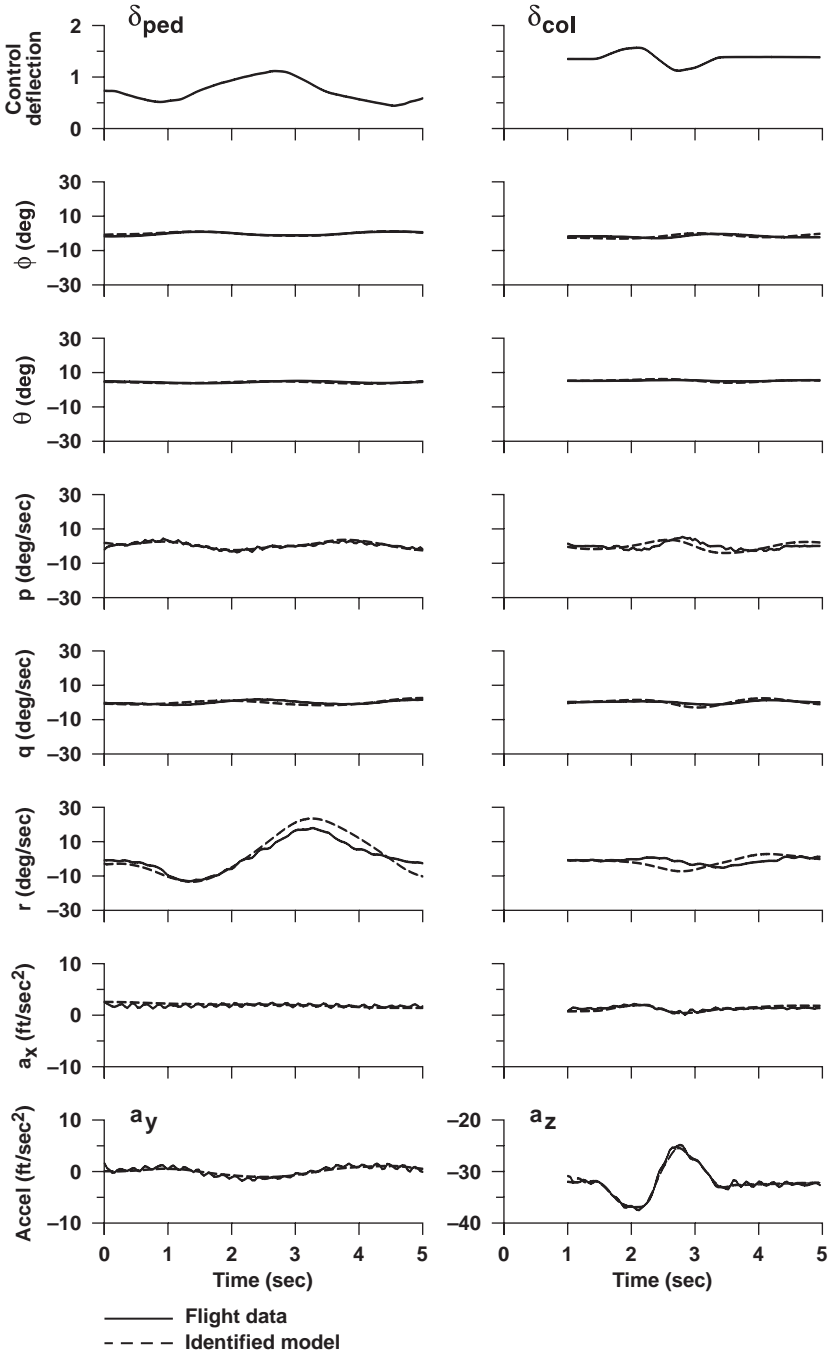 δped δcol
Control deflection
2
1
0
ϕ (deg)
30
10
–10
–30
θ (deg)
30
10
–10
–30
p (deg/sec)
30
10
–10
–30
q (deg/sec)
30
10
–10
–30
r (deg/sec)
30
10
–10
–30
ax (ft/sec2)
10
0
–10
ay az
Accel (ft/sec2)
10 –20
0 –30
–10 –40
0 1 2 3 4 5 0 1 2 3 4 5
Time (sec) Time (sec)
Flight data
Identified model